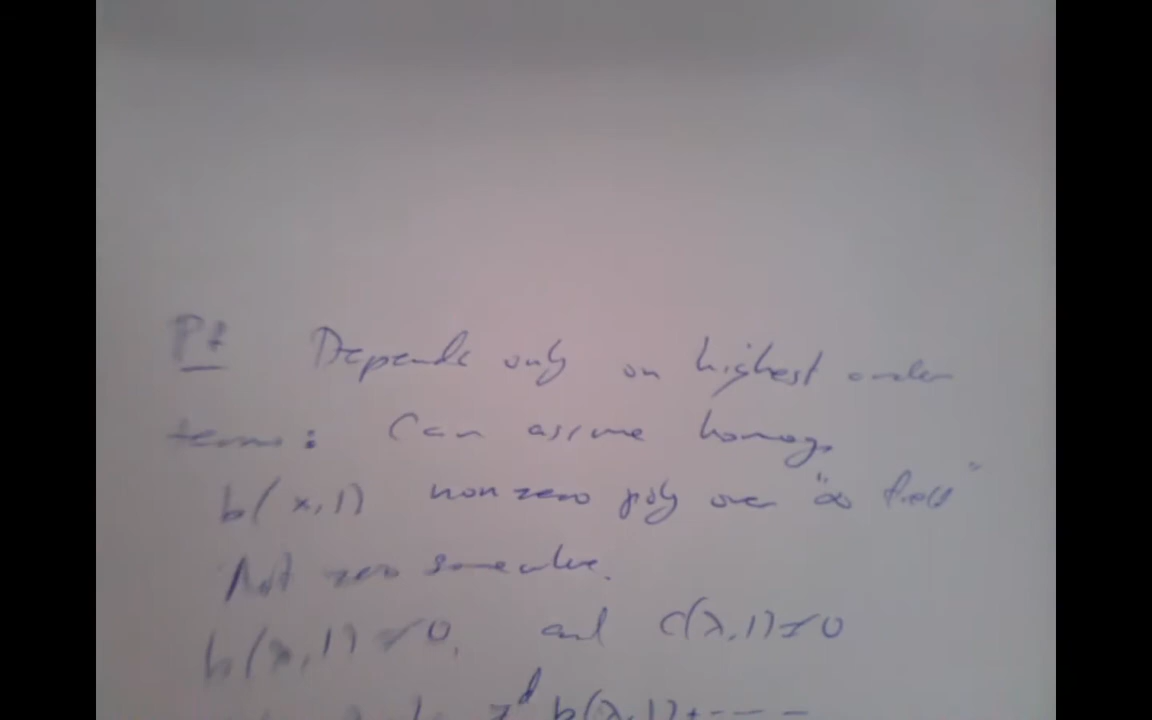 Pf Depends only on highest order
terms: Can assume homog.
b(x,1) nonzero poly over "∞ field"
Not zero somewhere.
b(λ,1)≠0, and c(λ,1)≠0
z^d b(λ,1)+----